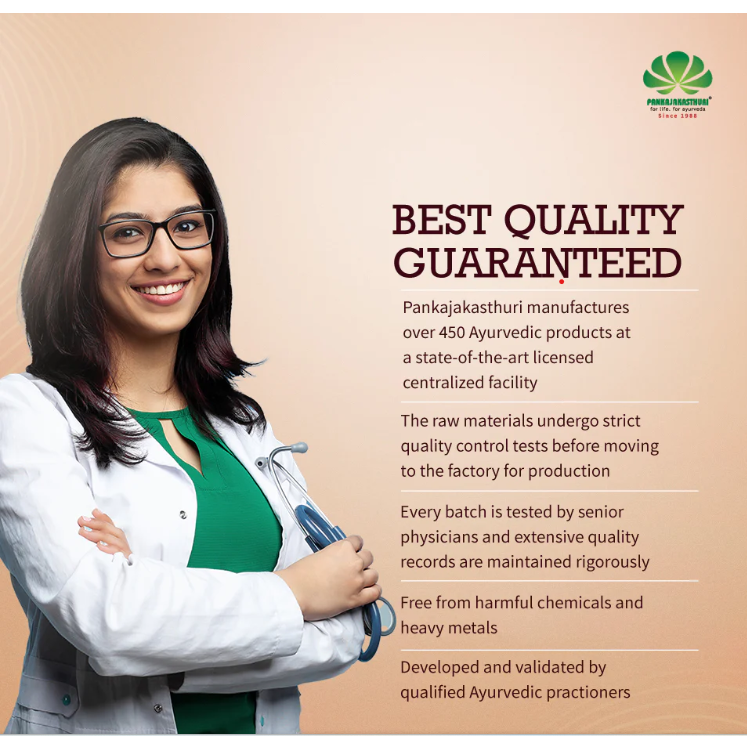 PANKAJAKASTHURI®
for life. for ayurveda
Since 1988
BEST QUALITY
GUARANTEED
Pankajakasthuri manufactures
over 450 Ayurvedic products at
a state-of-the-art licensed
centralized facility
The raw materials undergo strict
quality control tests before moving
to the factory for production
Every batch is tested by senior
physicians and extensive quality
records are maintained rigorously
Free from harmful chemicals and
heavy metals
Developed and validated by
qualified Ayurvedic practioners